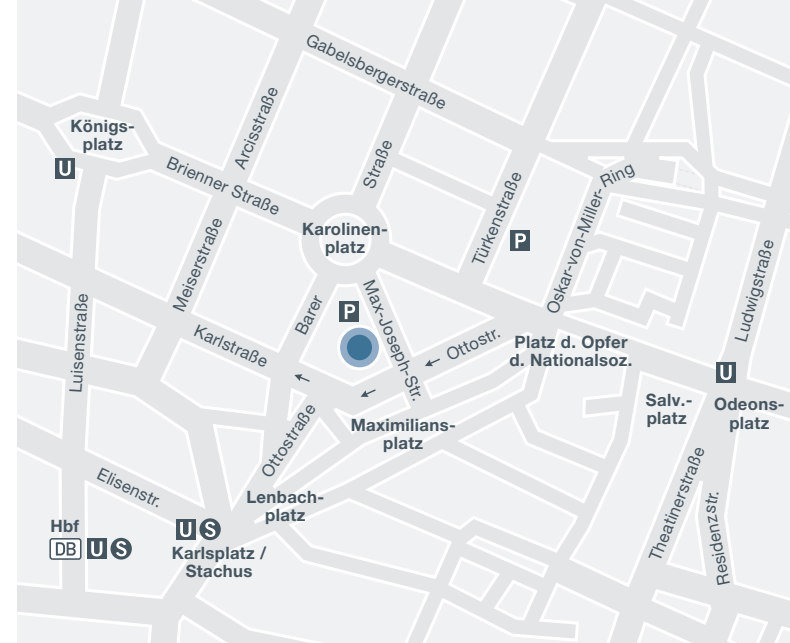 Gabelsbergerstraße
Königs-
platz
U
Arcisstraße
Brienner Straße
Straße
Türkenstraße
Oskar-von-Miller-Ring
P
Karolinen-
platz
Meiserstraße
Ludwigstraße
Luisenstraße
Karlstraße
Barer
P
Max-Joseph-Str.
Ottostr.
Platz d. Opfer
d. Nationalsoz.
U
Salv.-
platz
Odeons-
platz
Maximilians-
platz
Ottostraße
Elisenstr.
Lenbach-
platz
Theatinerstraße
Residenzstr.
Hbf
DB U S
U S
Karlsplatz /
Stachus